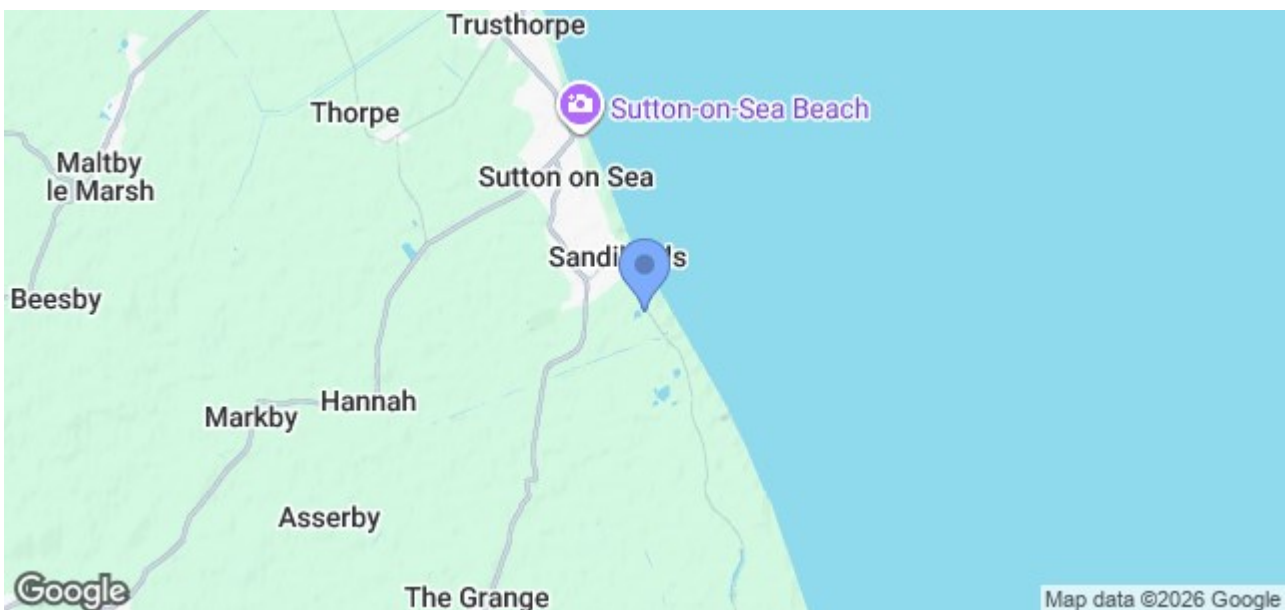 Trusthorpe
Sutton-on-Sea Beach
Thorpe
Maltby
le Marsh
Sutton on Sea
Beesby
Hannah
Markby
Asserby
The Grange
Google
Map data ©2026 Google